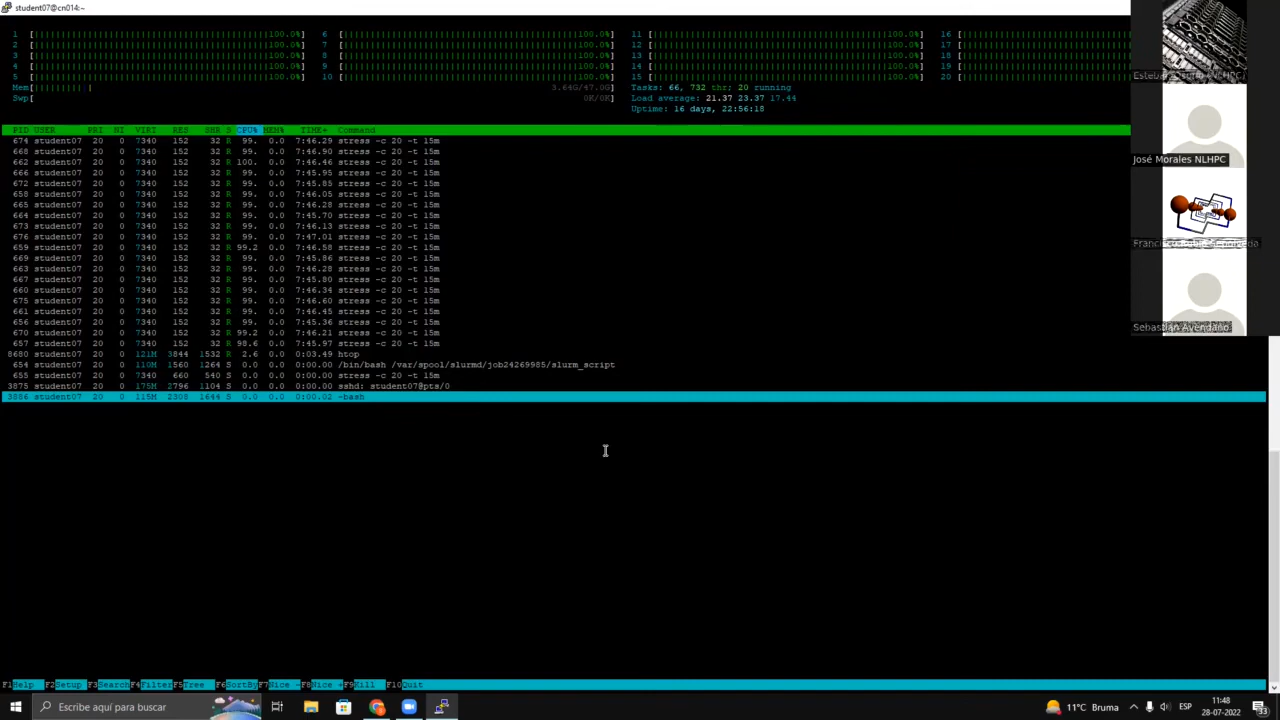 student07@cn014:~
1 [||||||||||100.0%] 6 [||||||||||100.0%] 11 [||||||||||100.0%] 16 [||||||||||
2 [||||||||||100.0%] 7 [||||||||||100.0%] 12 [||||||||||100.0%] 17 [||||||||||
3 [||||||||||100.0%] 8 [||||||||||100.0%] 13 [||||||||||100.0%] 18 [||||||||||
4 [||||||||||100.0%] 9 [||||||||||100.0%] 14 [||||||||||100.0%] 19 [||||||||||
5 [||||||||||100.0%] 10 [||||||||||100.0%] 15 [||||||||||100.0%] 20 [||||||||||
Mem[|||||||||| 3.64G/47.0G] Tasks: 66, 732 thr; 20 running
Swp[ 0K/0K] Load average: 21.37 23.37 17.44
Uptime: 16 days, 22:56:18
PID USER PRI NI VIRT RES SHR S CPU% MEM% TIME+ Command
674 student07 20 0 7340 152 32 R 99. 0.0 7:46.29 stress -c 20 -t 15m
668 student07 20 0 7340 152 32 R 99. 0.0 7:46.90 stress -c 20 -t 15m
662 student07 20 0 7340 152 32 R 100. 0.0 7:46.46 stress -c 20 -t 15m
666 student07 20 0 7340 152 32 R 99. 0.0 7:45.95 stress -c 20 -t 15m
672 student07 20 0 7340 152 32 R 99. 0.0 7:45.85 stress -c 20 -t 15m
658 student07 20 0 7340 152 32 R 99. 0.0 7:46.05 stress -c 20 -t 15m
665 student07 20 0 7340 152 32 R 99. 0.0 7:46.28 stress -c 20 -t 15m
664 student07 20 0 7340 152 32 R 99. 0.0 7:45.70 stress -c 20 -t 15m
673 student07 20 0 7340 152 32 R 99. 0.0 7:46.13 stress -c 20 -t 15m
676 student07 20 0 7340 152 32 R 99. 0.0 7:47.01 stress -c 20 -t 15m
659 student07 20 0 7340 152 32 R 99.2 0.0 7:46.58 stress -c 20 -t 15m
669 student07 20 0 7340 152 32 R 99. 0.0 7:45.86 stress -c 20 -t 15m
663 student07 20 0 7340 152 32 R 99. 0.0 7:46.28 stress -c 20 -t 15m
667 student07 20 0 7340 152 32 R 99. 0.0 7:45.80 stress -c 20 -t 15m
660 student07 20 0 7340 152 32 R 99. 0.0 7:46.34 stress -c 20 -t 15m
675 student07 20 0 7340 152 32 R 99. 0.0 7:46.60 stress -c 20 -t 15m
661 student07 20 0 7340 152 32 R 99. 0.0 7:46.45 stress -c 20 -t 15m
656 student07 20 0 7340 152 32 R 99. 0.0 7:45.36 stress -c 20 -t 15m
670 student07 20 0 7340 152 32 R 99.2 0.0 7:46.21 stress -c 20 -t 15m
657 student07 20 0 7340 152 32 R 98.6 0.0 7:45.97 stress -c 20 -t 15m
8680 student07 20 0 121M 3844 1532 R 2.6 0.0 0:03.49 htop
654 student07 20 0 110M 1560 1264 S 0.0 0.0 0:00.00 /bin/bash /var/spool/slurmd/job24269985/slurm_script
655 student07 20 0 7340 660 540 S 0.0 0.0 0:00.00 stress -c 20 -t 15m
3875 student07 20 0 175M 2796 1104 S 0.0 0.0 0:00.00 sshd: student07@pts/0
3886 student07 20 0 115M 2308 1644 S 0.0 0.0 0:00.02 -bash
José Morales NLHPC
Sebastián Avendaño
F1Help F2Setup F3SearchF4FilterF5Tree F6SortByF7Nice -F8Nice +F9Kill F10Quit
Escribe aquí para buscar
11°C Bruma
ESP
11:48
28-07-2022
33